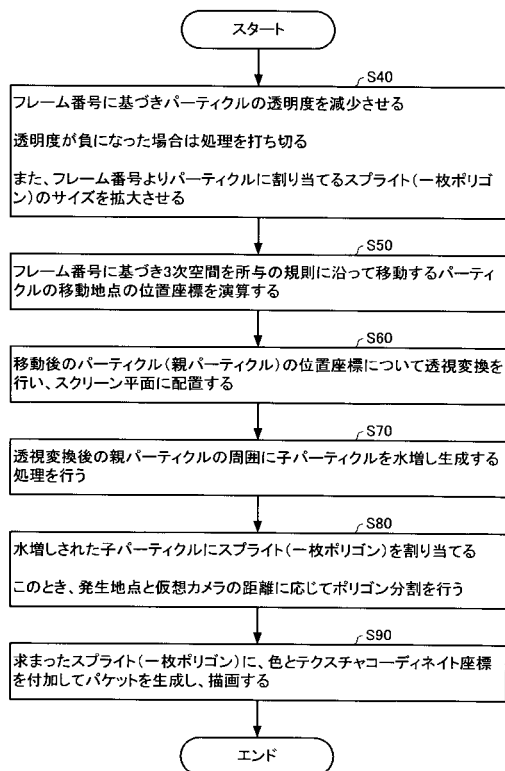 スタート
S40
フレーム番号に基づきパーティクルの透明度を減少させる
透明度が負になった場合は処理を打ち切る
また、フレーム番号よりパーティクルに割り当てるスプライト(一枚ポリゴ
ン)のサイズを拡大させる
S50
フレーム番号に基づき3次空間を所与の規則に沿って移動するパーティ
クルの移動地点の位置座標を演算する
S60
移動後のパーティクル(親パーティクル)の位置座標について透視変換を
行い、スクリーン平面に配置する
S70
透視変換後の親パーティクルの周囲に子パーティクルを水増し生成する
処理を行う
S80
水増しされた子パーティクルにスプライト(一枚ポリゴン)を割り当てる
このとき、発生地点と仮想カメラの距離に応じてポリゴン分割を行う
S90
求まったスプライト(一枚ポリゴン)に、色とテクスチャコーディネイト座標
を付加してパケットを生成し、描画する
エンド